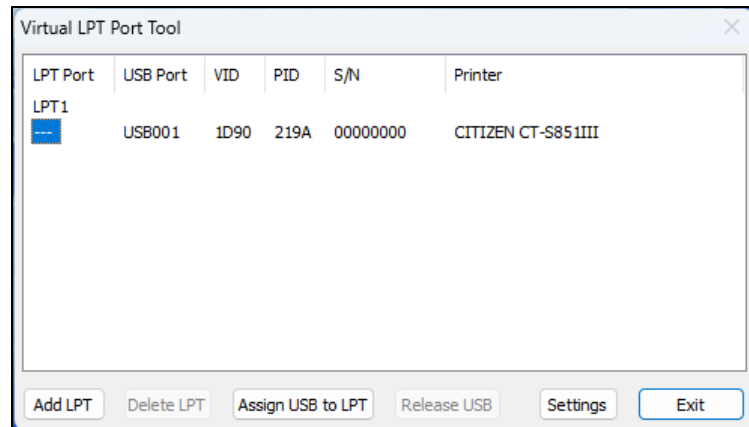 Virtual LPT Port Tool
LPT Port USB Port VID PID S/N Printer
LPT1
--- USB001 1D90 219A 00000000 CITIZEN CT-S851III
Add LPT Delete LPT Assign USB to LPT Release USB Settings Exit